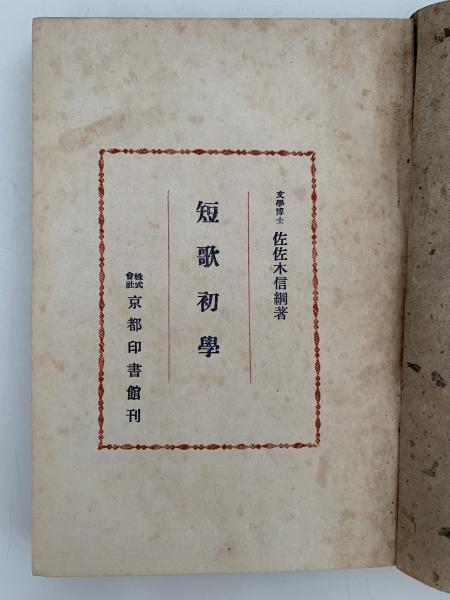 文學博士 佐佐木信綱著
短歌初學
株式會社 京都印書館刊